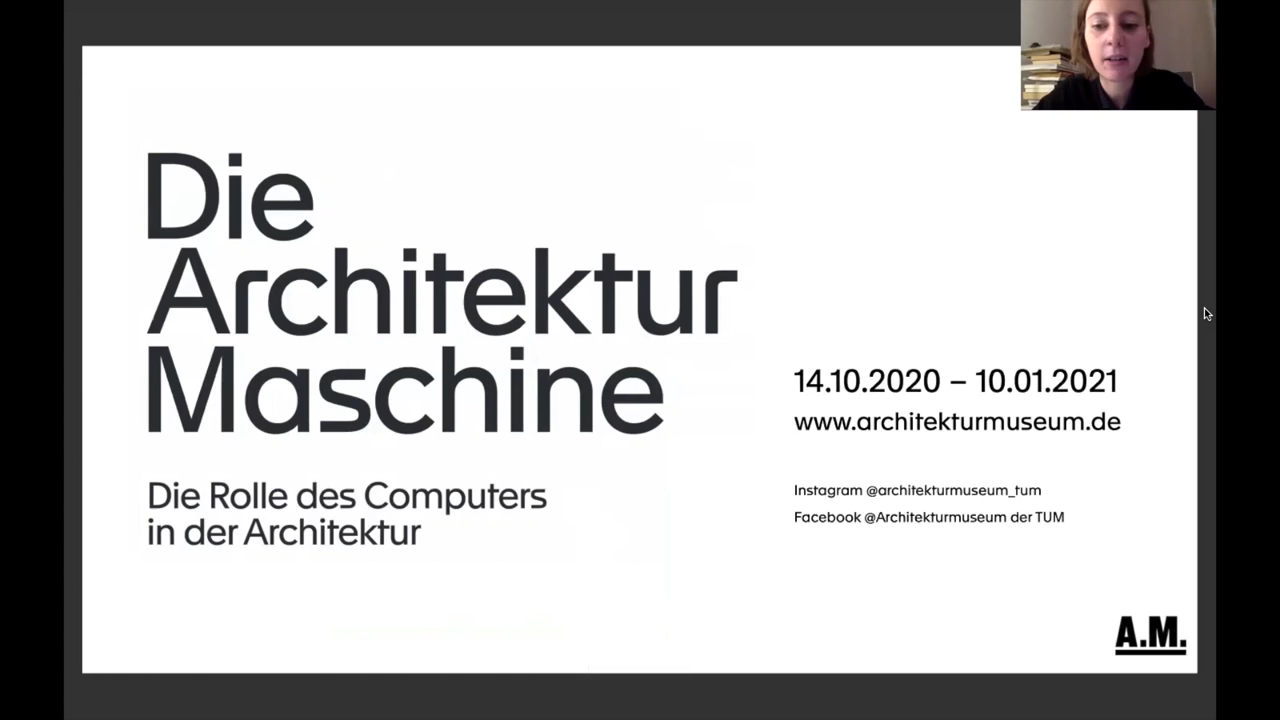 Die
Architektur
Maschine
Die Rolle des Computers
in der Architektur
14.10.2020 – 10.01.2021
www.architekturmuseum.de
Instagram @architekturmuseum_tum
Facebook @Architekturmuseum der TUM
A.M.